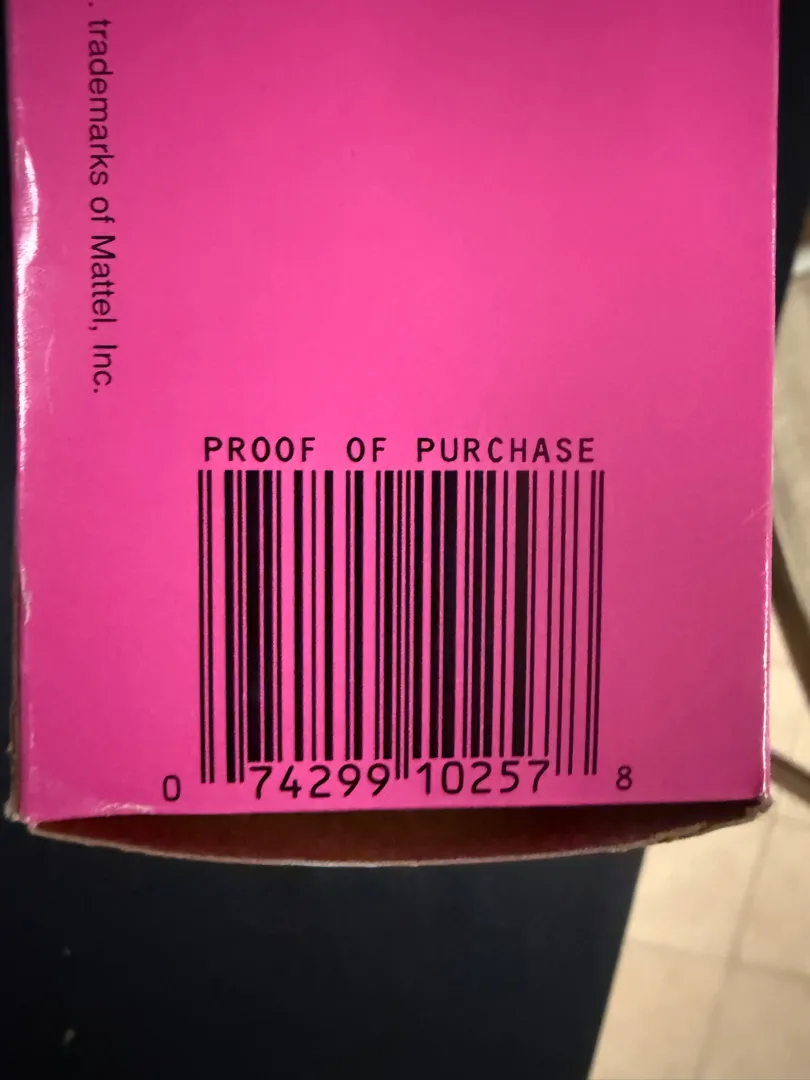 . trademarks of Mattel, Inc.
PROOF OF PURCHASE
0 74299 10257 8